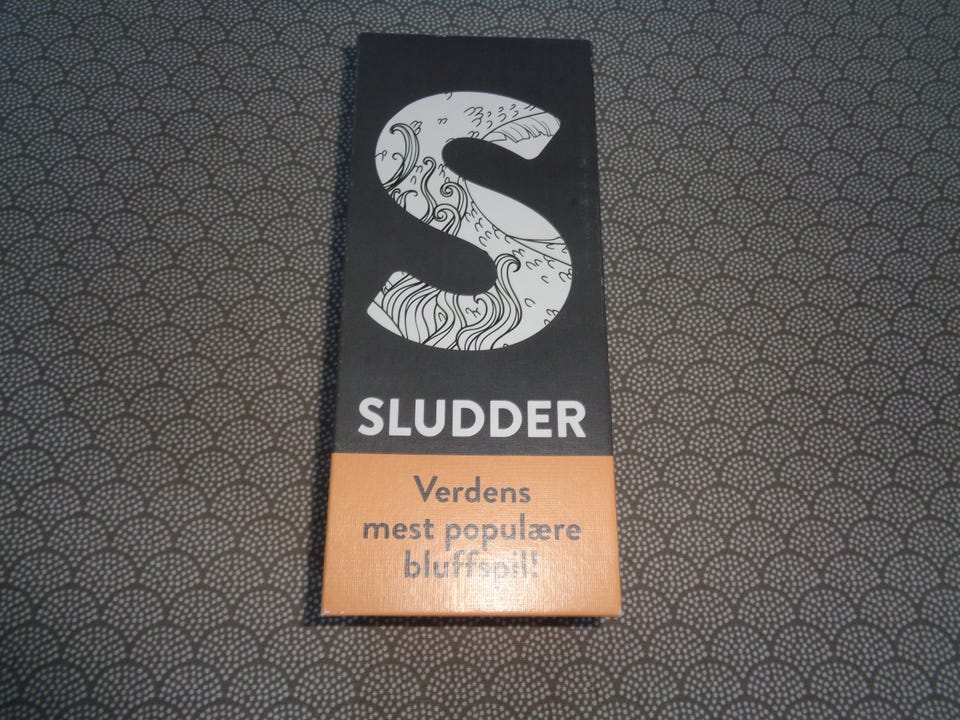 S
SLUDDER
Verdens
mest populære
bluffspil!